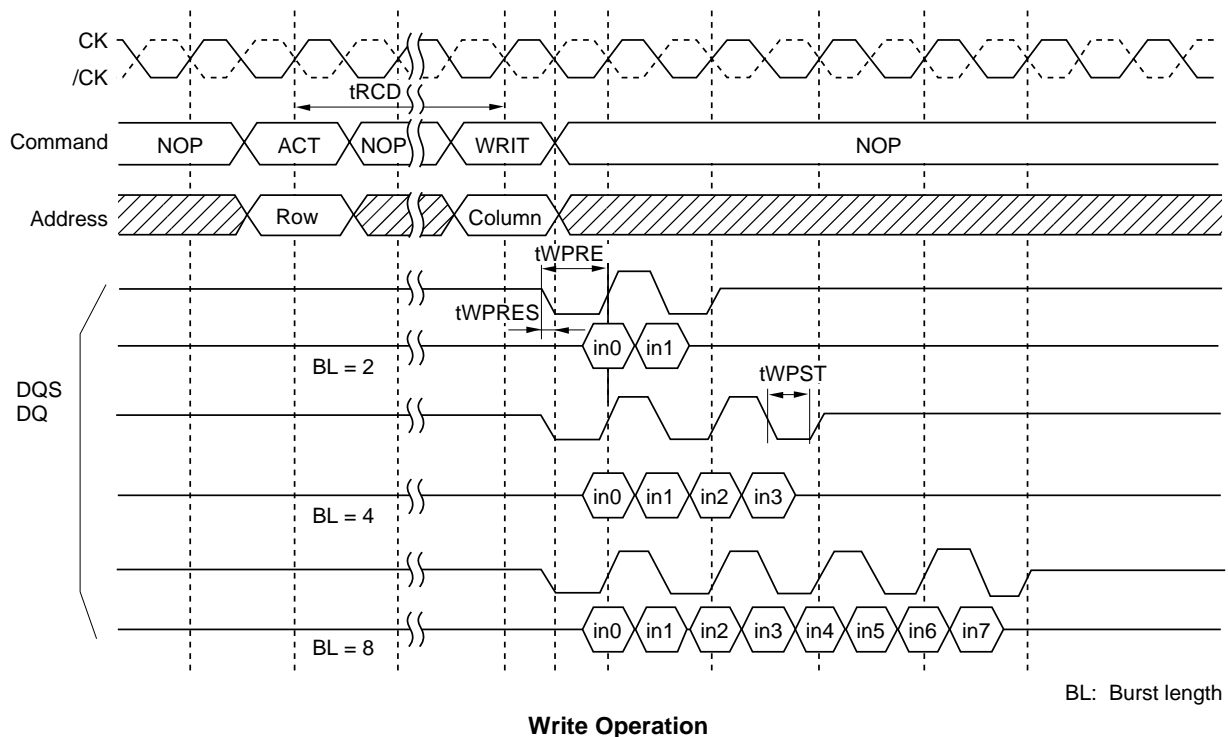 CK
/CK
tRCD
Command NOP ACT NOP WRIT NOP
Address Row Column
tWPRE
tWPRES
in0 in1
BL = 2
tWPST
DQS
DQ
in0 in1 in2 in3
BL = 4
in0 in1 in2 in3 in4 in5 in6 in7
BL = 8
BL: Burst length
Write Operation